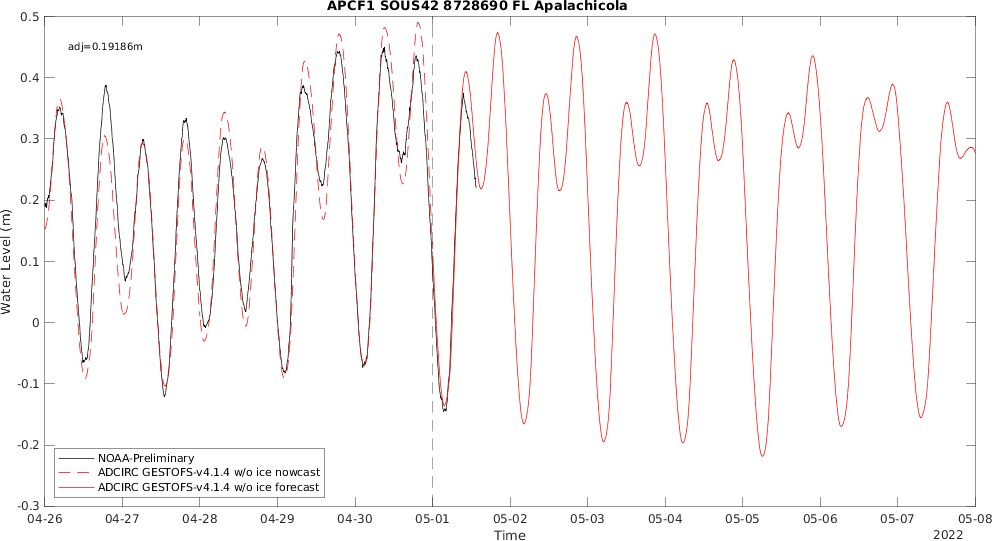 APCF1 SOUS42 8728690 FL Apalachicola
adj=0.19186m
0.5
0.4
0.3
0.2
0.1
0
-0.1
-0.2
-0.3
Water Level (m)
NOAA-Preliminary
ADCIRC GESTOFS-v4.1.4 w/o ice nowcast
ADCIRC GESTOFS-v4.1.4 w/o ice forecast
04-26 04-27 04-28 04-29 04-30 05-01 05-02 05-03 05-04 05-05 05-06 05-07 05-08
Time
2022